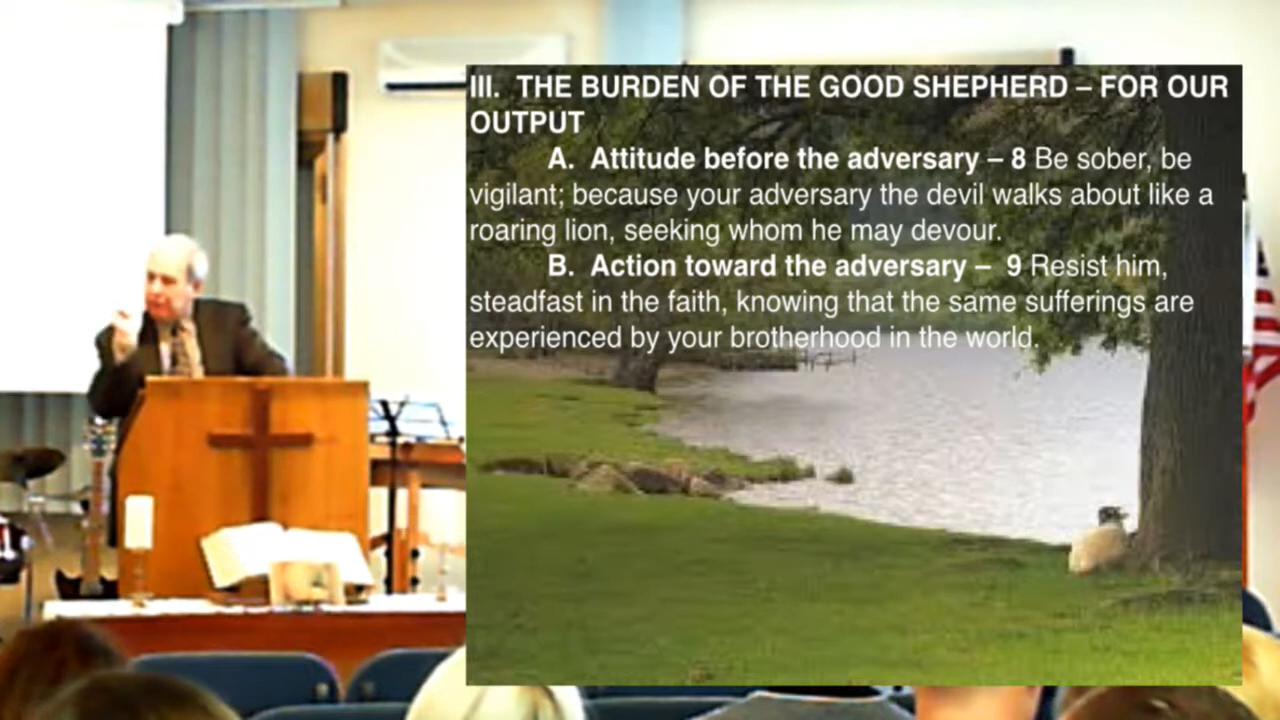 III. THE BURDEN OF THE GOOD SHEPHERD – FOR OUR
OUTPUT
A. Attitude before the adversary – 8 Be sober, be
vigilant; because your adversary the devil walks about like a
roaring lion, seeking whom he may devour.
B. Action toward the adversary – 9 Resist him,
steadfast in the faith, knowing that the same sufferings are
experienced by your brotherhood in the world.